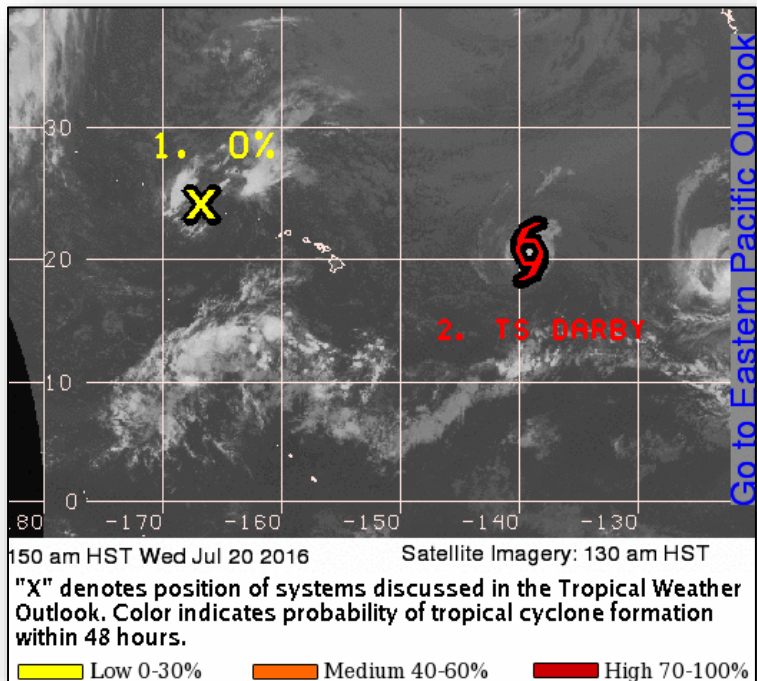 1. 0%
2. TS DARBY
30
20
10
0
80 -170 -160 -150 -140 -130
Go to Eastern Pacific Outlook
150 am HST Wed Jul 20 2016 Satellite Imagery: 130 am HST
"X" denotes position of systems discussed in the Tropical Weather
Outlook. Color indicates probability of tropical cyclone formation
within 48 hours.
Low 0-30% Medium 40-60% High 70-100%